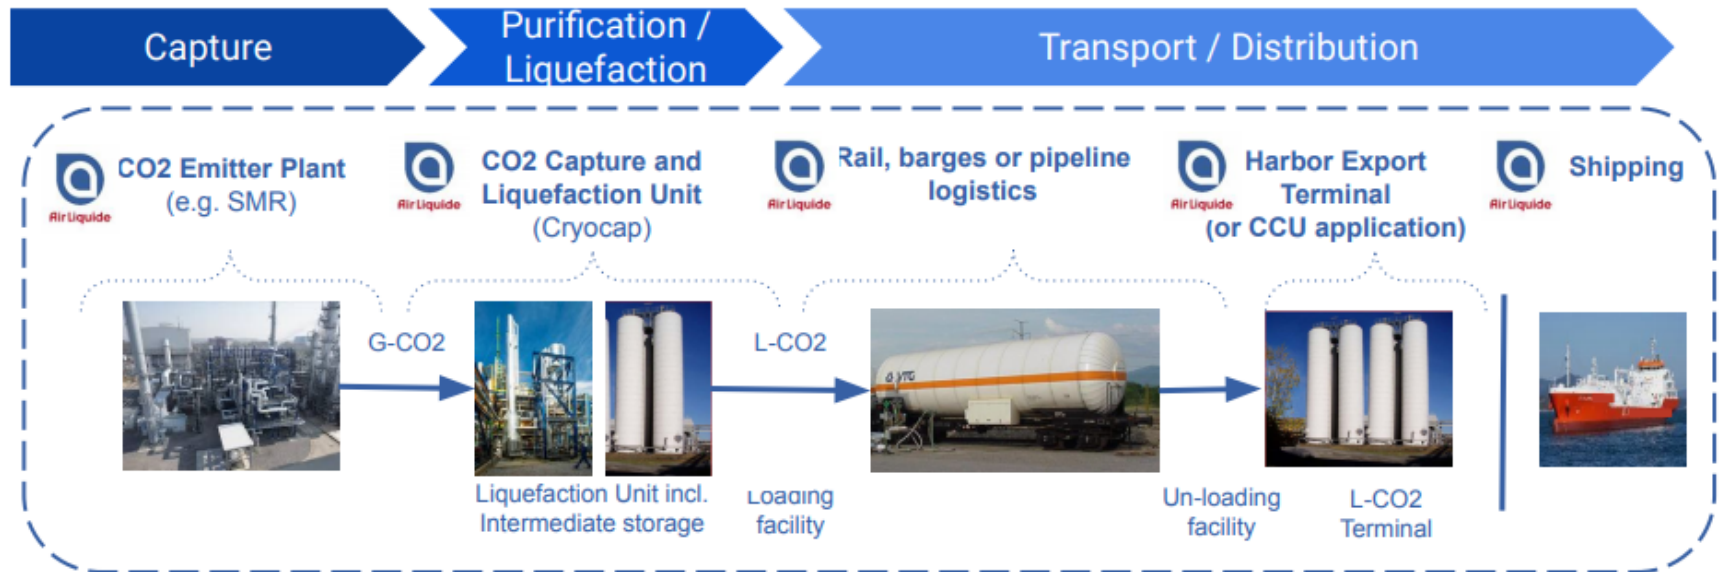 Capture
Purification /
Liquefaction
Transport / Distribution
Air Liquide
CO2 Emitter Plant
(e.g. SMR)
Air Liquide
CO2 Capture and
Liquefaction Unit
(Cryocap)
Air Liquide
Rail, barges or pipeline
logistics
Air Liquide
Harbor Export
Terminal
(or CCU application)
Air Liquide
Shipping
G-CO2
L-CO2
VTG
Liquefaction Unit incl.
Intermediate storage
Loading
facility
Un-loading
facility
L-CO2
Terminal